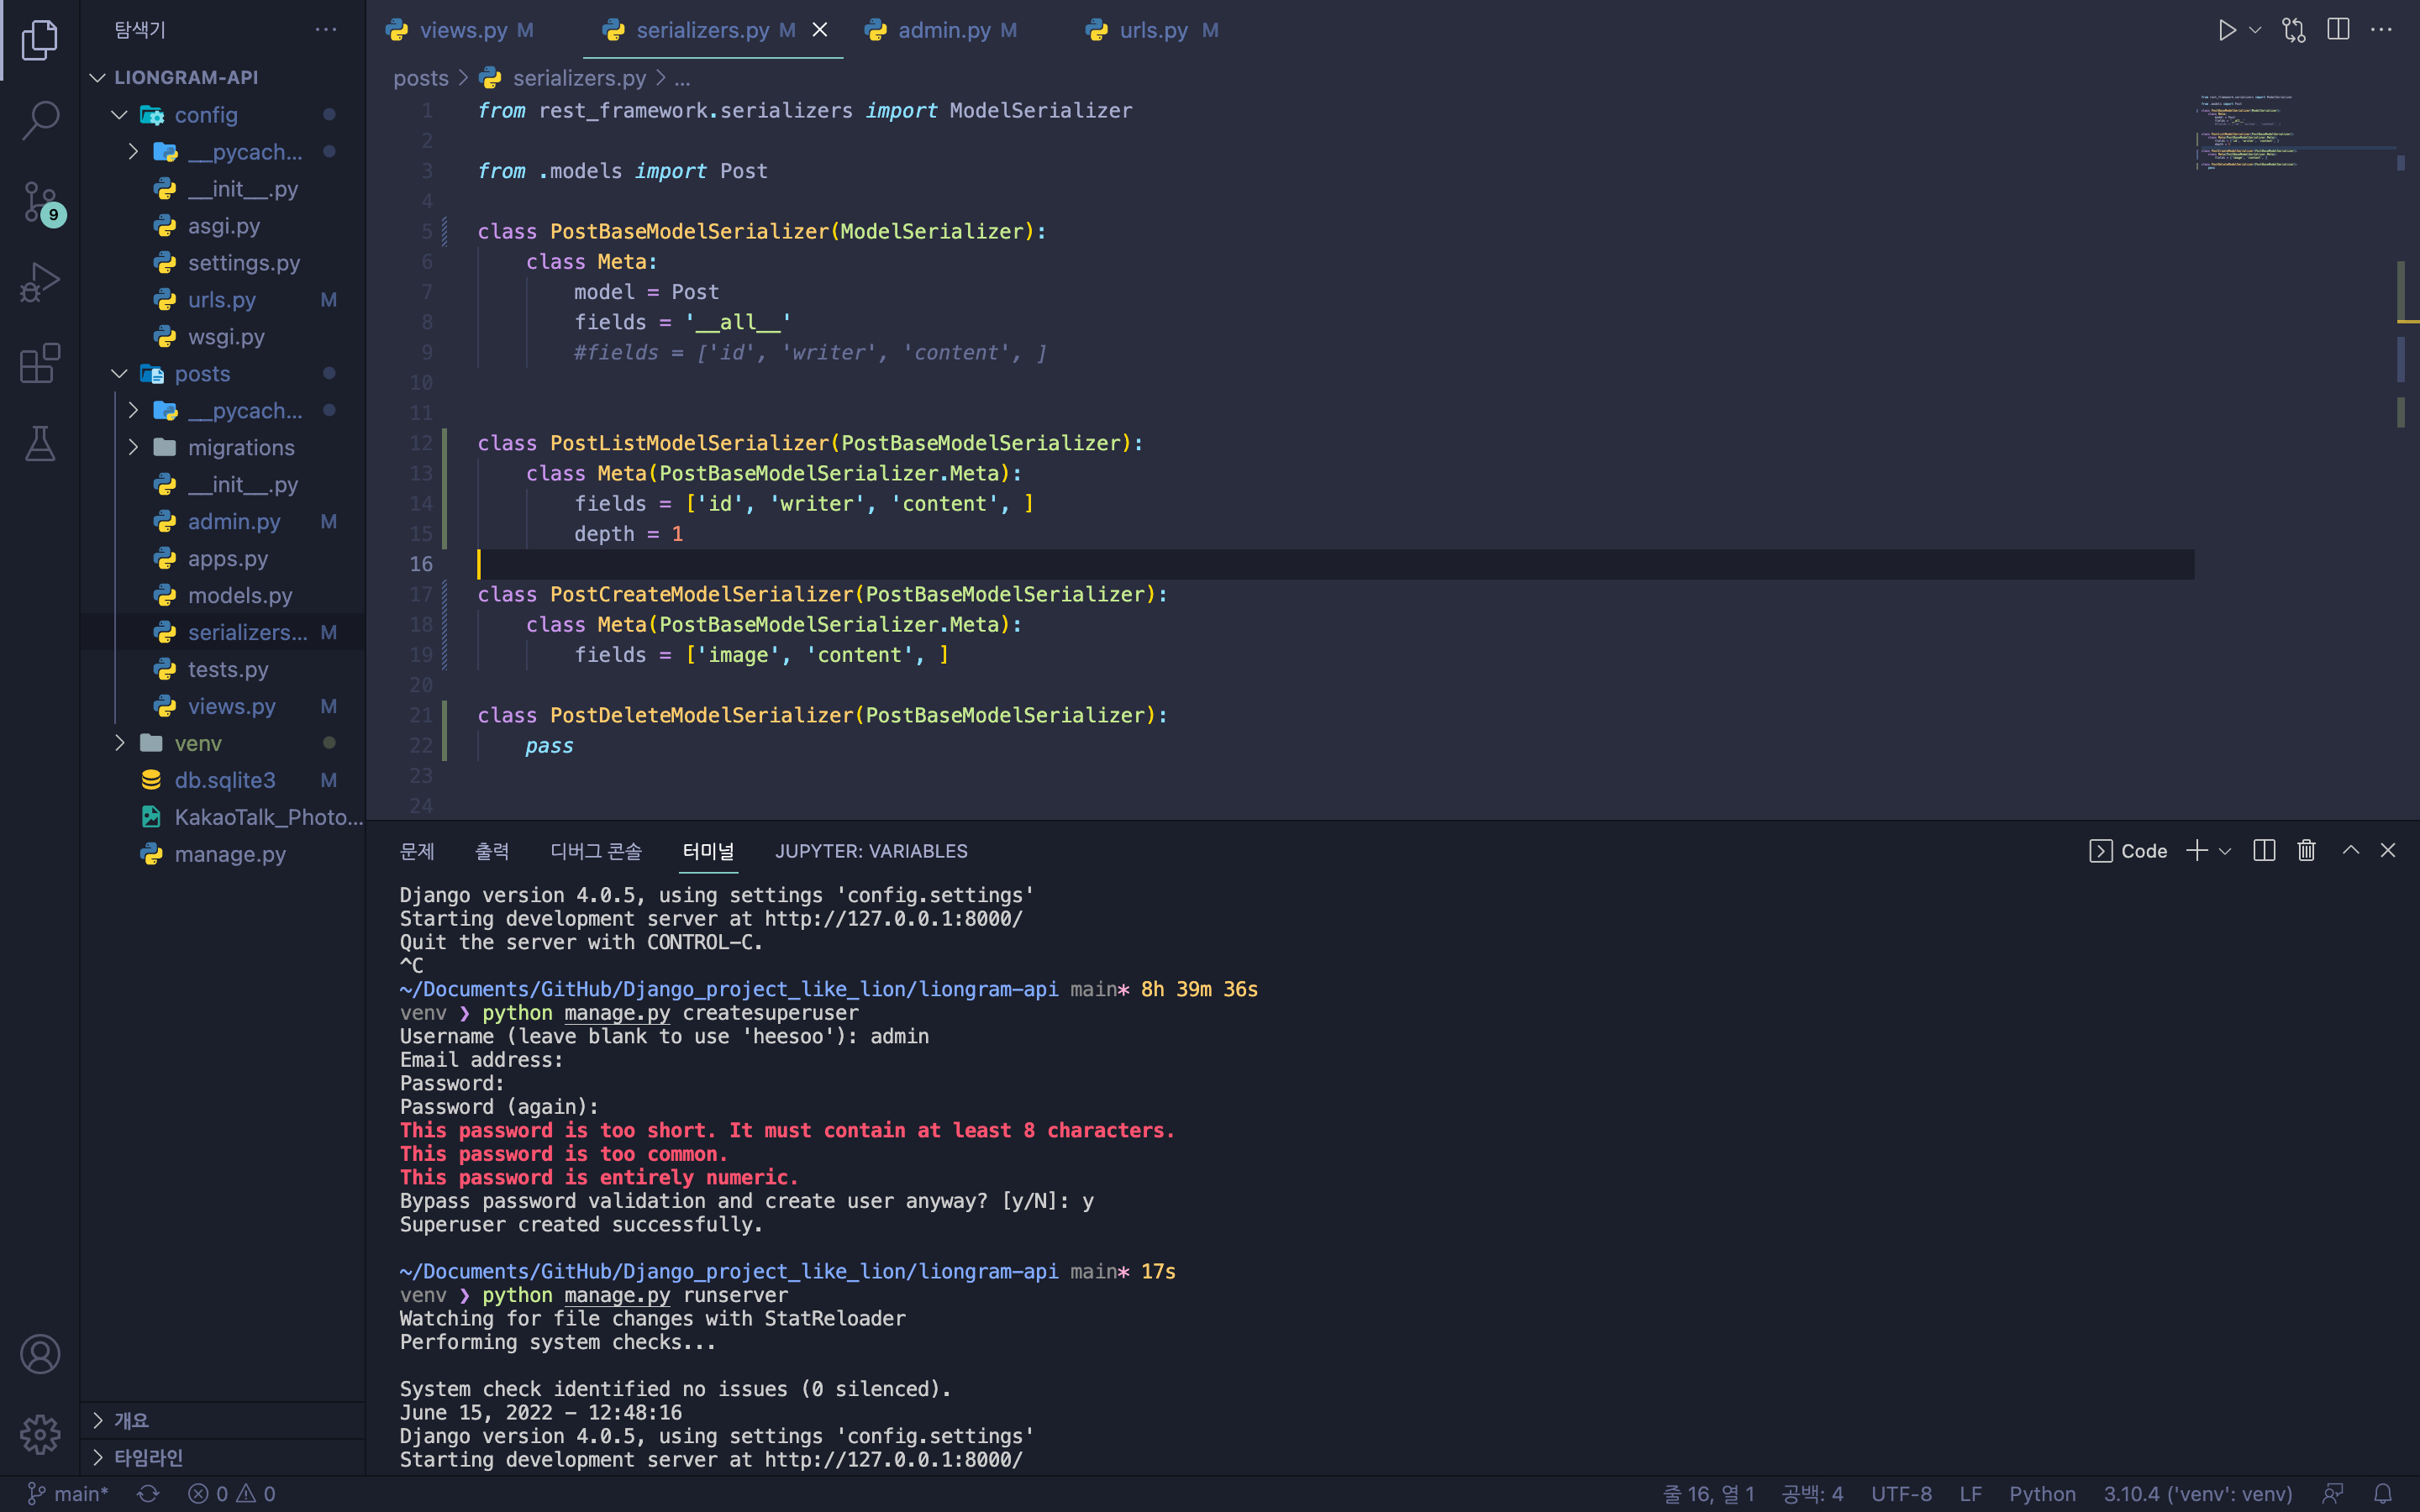 탐색기 ···
LIONGRAM-API
config
__pycach...
__init__.py
asgi.py
settings.py
urls.py M
wsgi.py
posts
__pycach...
migrations
__init__.py
admin.py M
apps.py
models.py
serializers... M
tests.py
views.py M
venv
db.sqlite3 M
KakaoTalk_Photo...
manage.py
개요
타임라인
9
views.py M serializers.py M admin.py M urls.py M
posts > serializers.py > ...
1 from rest_framework.serializers import ModelSerializer
2
3 from .models import Post
4
5 class PostBaseModelSerializer(ModelSerializer):
6 class Meta:
7 model = Post
8 fields = '__all__'
9 #fields = ['id', 'writer', 'content', ]
10
11
12 class PostListModelSerializer(PostBaseModelSerializer):
13 class Meta(PostBaseModelSerializer.Meta):
14 fields = ['id', 'writer', 'content', ]
15 depth = 1
16
17 class PostCreateModelSerializer(PostBaseModelSerializer):
18 class Meta(PostBaseModelSerializer.Meta):
19 fields = ['image', 'content', ]
20
21 class PostDeleteModelSerializer(PostBaseModelSerializer):
22 pass
23
24
문제 출력 디버그 콘솔 터미널 JUPYTER: VARIABLES Code
Django version 4.0.5, using settings 'config.settings'
Starting development server at http://127.0.0.1:8000/
Quit the server with CONTROL-C.
^C
~/Documents/GitHub/Django_project_like_lion/liongram-api main* 8h 39m 36s
venv ❯ python manage.py createsuperuser
Username (leave blank to use 'heesoo'): admin
Email address:
Password:
Password (again):
This password is too short. It must contain at least 8 characters.
This password is too common.
This password is entirely numeric.
Bypass password validation and create user anyway? [y/N]: y
Superuser created successfully.
~/Documents/GitHub/Django_project_like_lion/liongram-api main* 17s
venv ❯ python manage.py runserver
Watching for file changes with StatReloader
Performing system checks...
System check identified no issues (0 silenced).
June 15, 2022 - 12:48:16
Django version 4.0.5, using settings 'config.settings'
Starting development server at http://127.0.0.1:8000/
main* 0 0 줄 16, 열 1 공백: 4 UTF-8 LF Python 3.10.4 ('venv': venv)